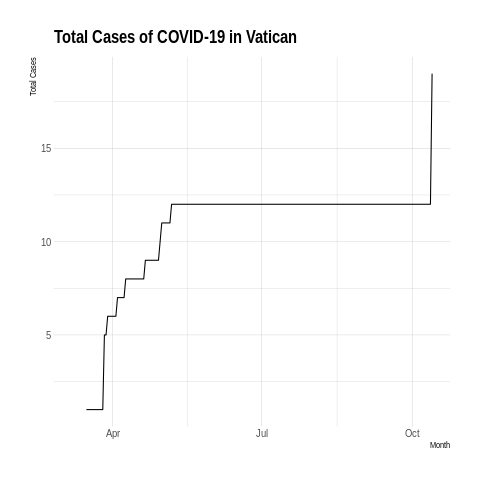 Total Cases of COVID-19 in Vatican
Total Cases
15
10
5
Apr
Jul
Oct
Month